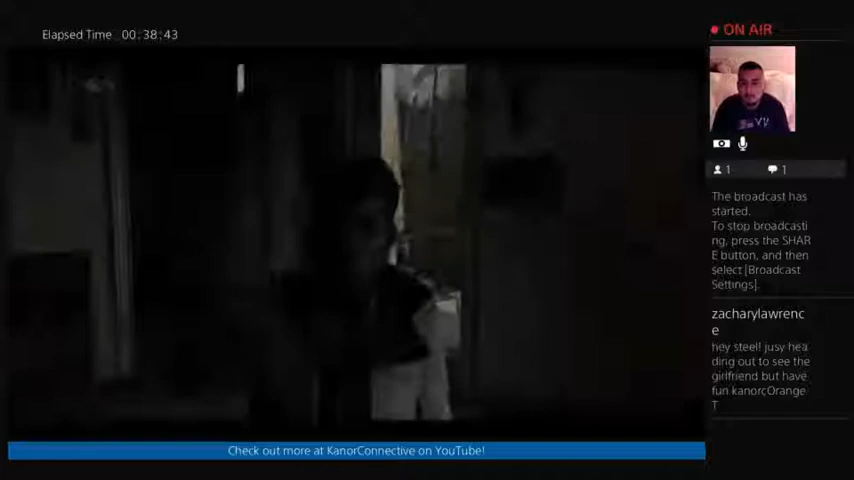 Elapsed Time 00:38:43
ON AIR
1
1
The broadcast has
started.
To stop broadcasti
ng, press the SHAR
E button, and then
select [Broadcast
Settings].
zacharylawrenc
e
hey steel! jusy hea
ding out to see the
girlfriend but have
fun kanorcOrange
T
Check out more at KanorConnective on YouTube!